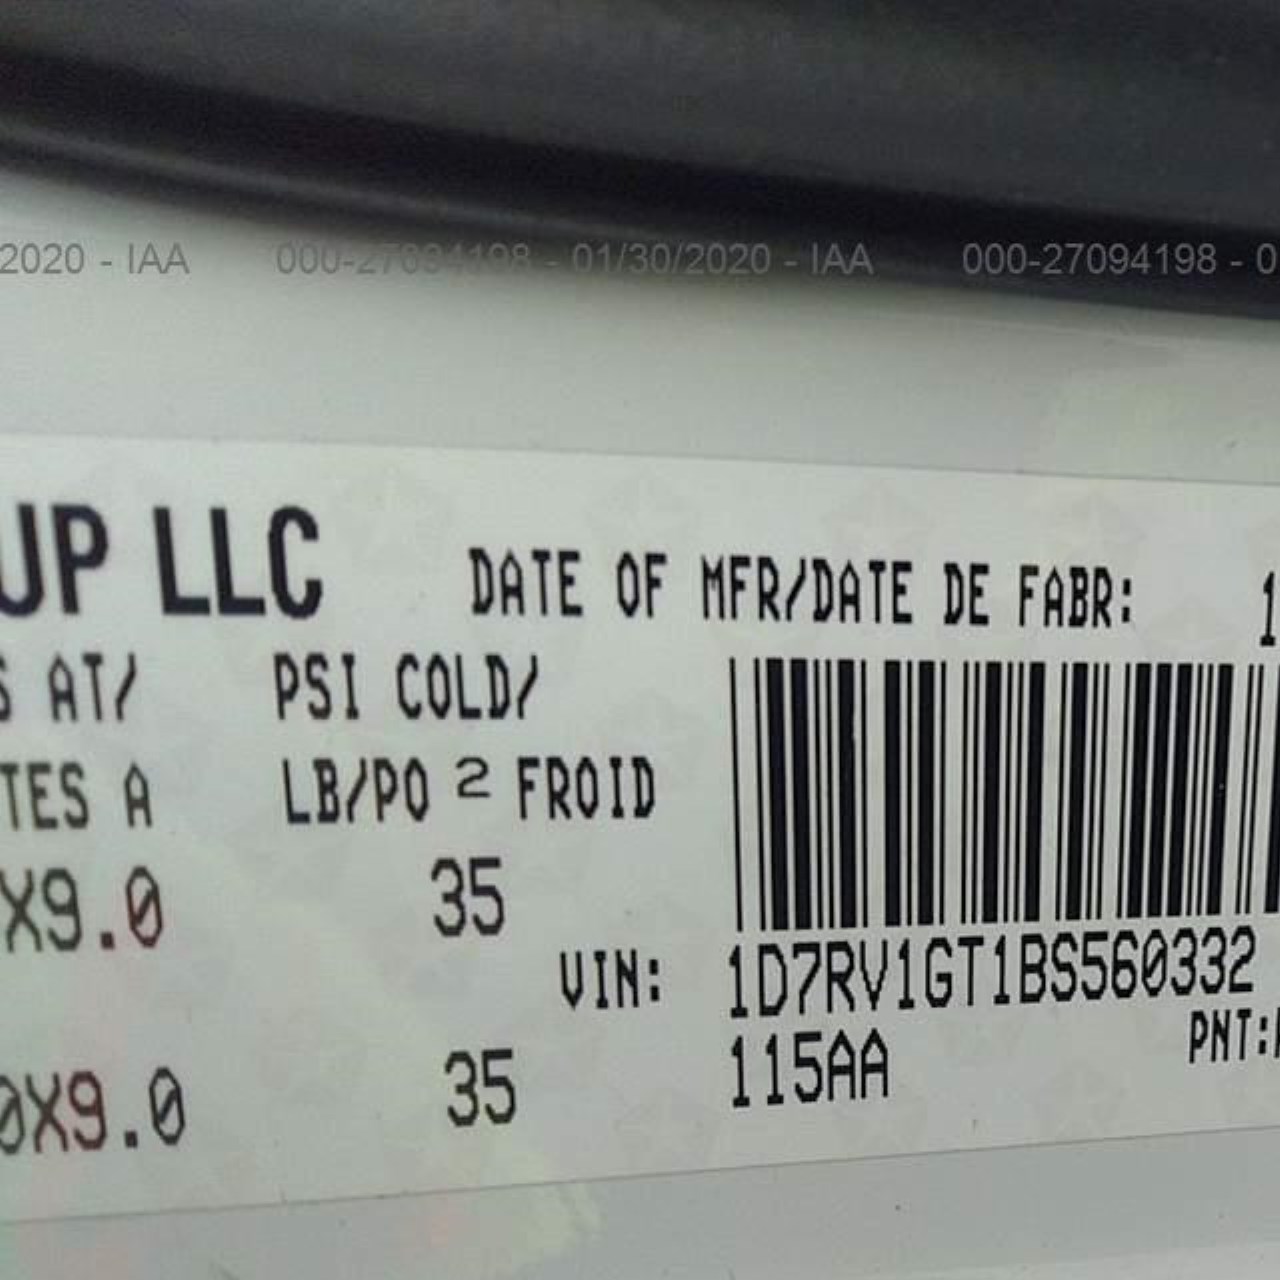 2020 - IAA 000-27094198 - 01/30/2020 - IAA 000-27094198 - 0
UP LLC
DATE OF MFR/DATE DE FABR: 1
S AT/ PSI COLD/
TES A LB/PO 2 FROID
X9.0 35
VIN: 1D7RV1GT1BS560332
115AA
PNT:
0X9.0 35